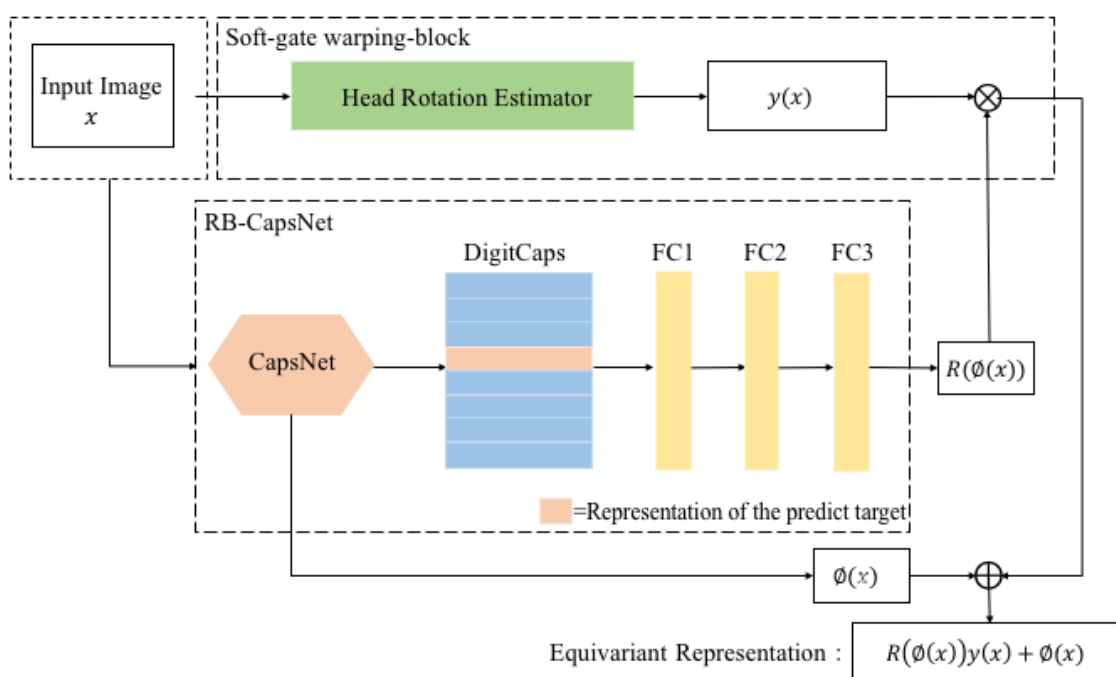 Soft-gate warping-block
Input Image
x
Head Rotation Estimator
y(x)
⊗
RB-CapsNet
DigitCaps
FC1
FC2
FC3
CapsNet
R(∅(x))
=Representation of the predict target
∅(x)
⊕
Equivariant Representation :
R(∅(x))y(x) + ∅(x)